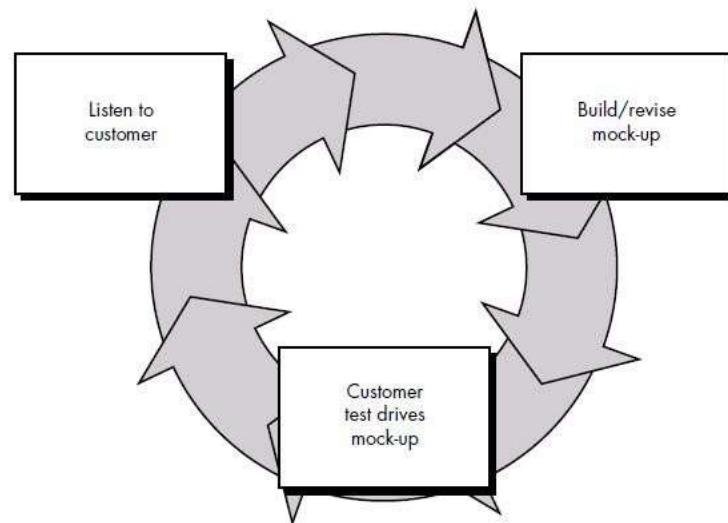 Listen to
customer
Build/revise
mock-up
Customer
test drives
mock-up